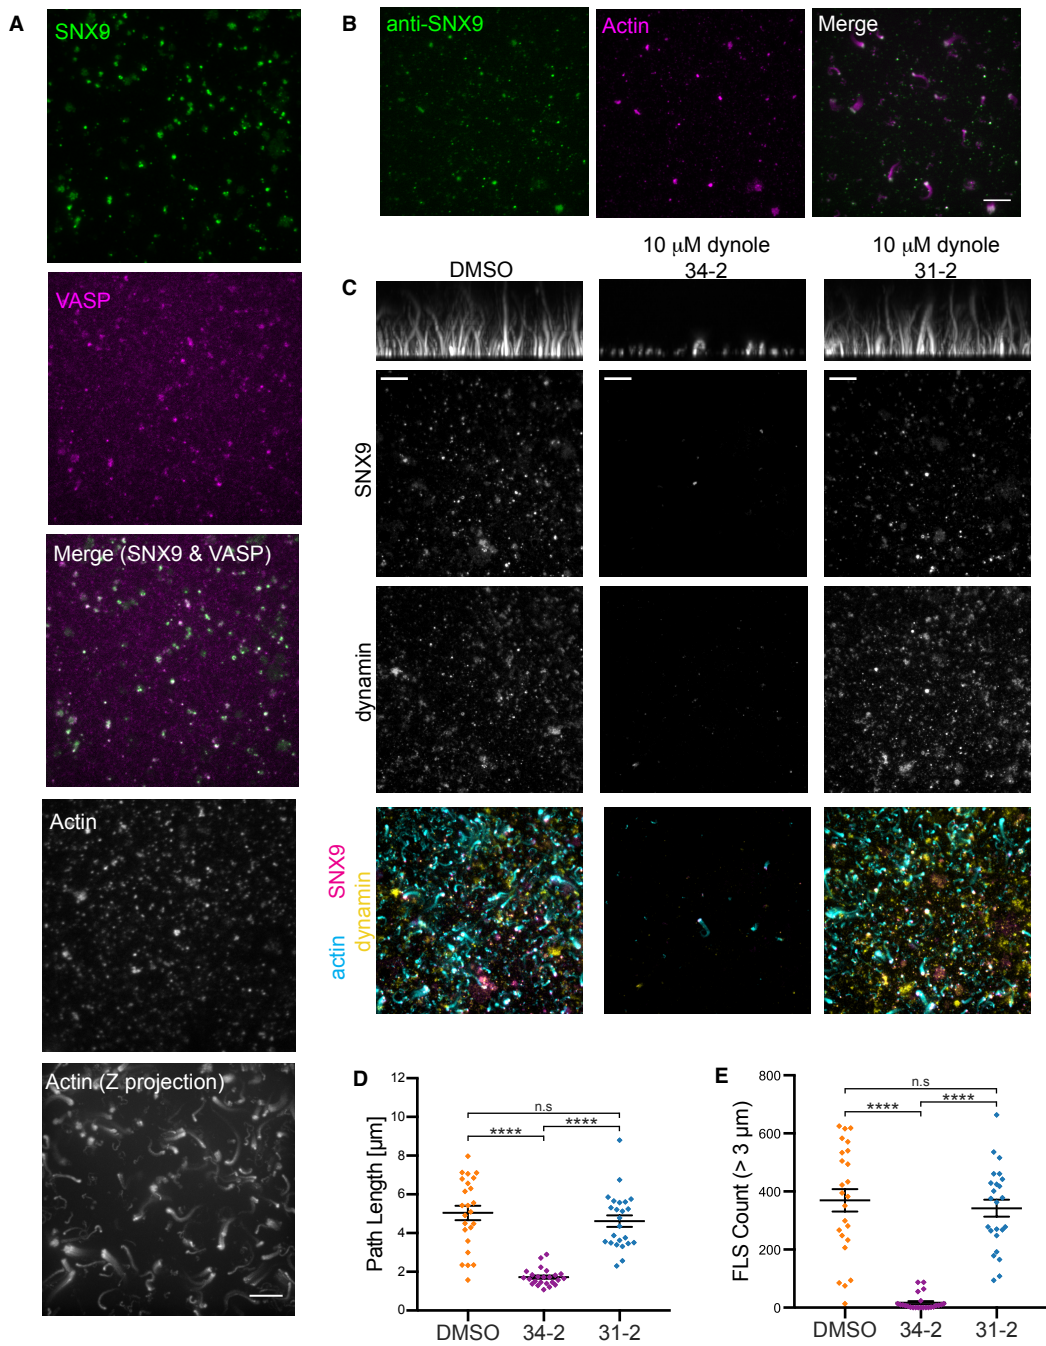 A
SNX9
VASP
Merge (SNX9 & VASP)
Actin
Actin (Z projection)
B
anti-SNX9
Actin
Merge
C
DMSO
10 μM dynole
34-2
10 μM dynole
31-2
SNX9
dynamin
actin SNX9
dynamin
D
Path Length [μm]
12
10
8
6
4
2
0
n.s
****
****
DMSO
34-2
31-2
E
FLS Count (> 3 μm)
800
600
400
200
0
n.s
****
****
DMSO
34-2
31-2